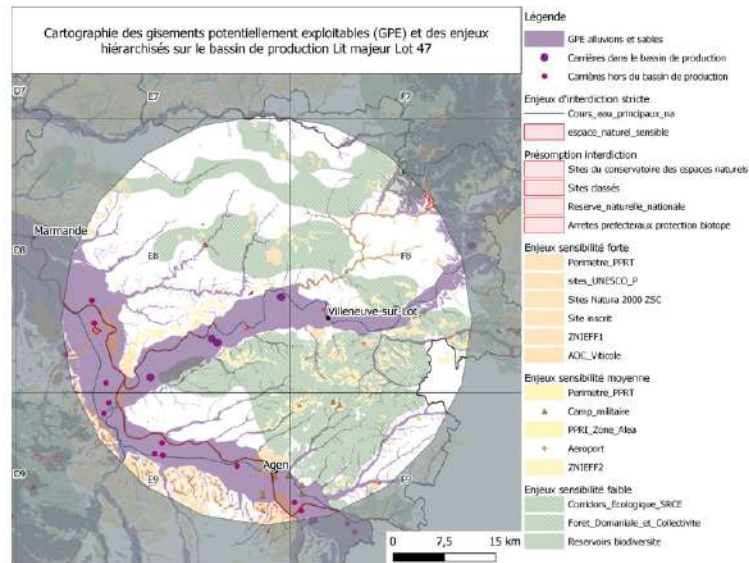 Cartographie des gisements potentiellement exploitables (GPE) et des enjeux
hiérarchisés sur le bassin de production Lit majeur Lot 47
D7
E7
F7
Marmande
D8
E8
F8
Villeneuve-sur-Lot
Agen
D9
E9
F9
0 7,5 15 km
Légende
GPE alluvions et sables
Carrières dans le bassin de production
Carrières hors du bassin de production
Enjeux d'interdiction stricte
Cours_eau_principaux_na
espace_naturel_sensible
Présomption interdiction
Sites du conservatoire des espaces naturels
Sites classés
Reserve_naturelle_nationale
Arretes prefecteraux protection biotope
Enjeux sensibilité forte
Perimetre_PPRT
sites_UNESCO_P
Sites Natura 2000 ZSC
Site inscrit
ZNIEFF1
AOC_Viticole
Enjeux sensibilité moyenne
Perimetre_PPRT
Camp_militaire
PPRI_Zone_Alea
Aeroport
ZNIEFF2
Enjeux sensibilité faible
Corridors_Ecologique_SRCE
Foret_Domaniale_et_Collectivite
Reservoirs biodiversite